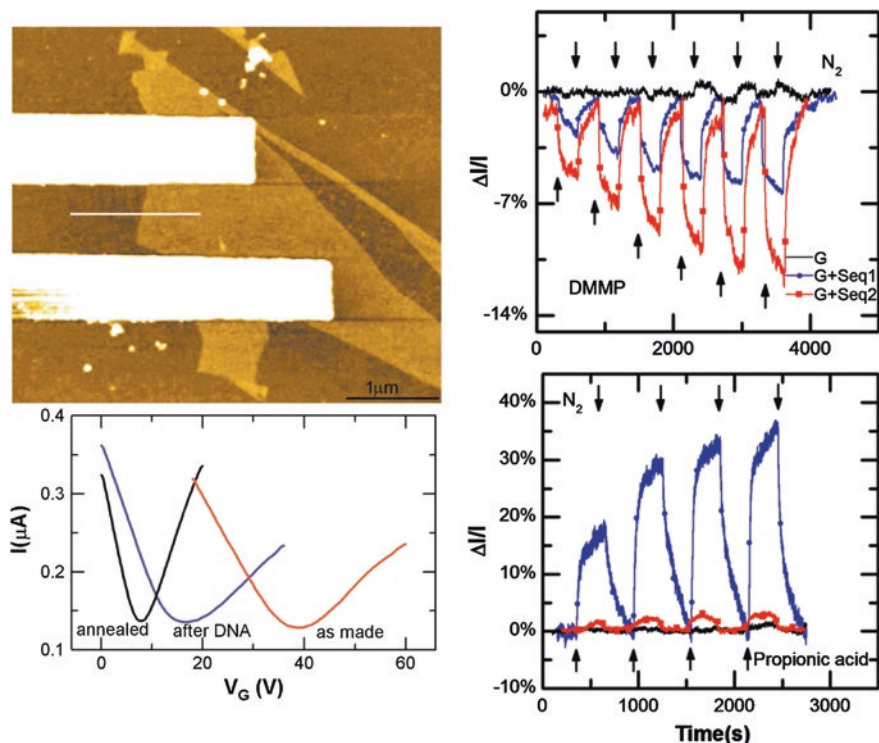 1μm
0.4
0.3
0.2
0.1
I(μA)
annealed after DNA as made
0 20 40 60
V_G (V)
N₂
0%
-7%
-14%
ΔI/I
DMMP
G
G+Seq1
G+Seq2
0 2000 4000
40%
30%
20%
10%
0%
-10%
ΔI/I
N₂
Propionic acid
0 1000 2000 3000
Time(s)